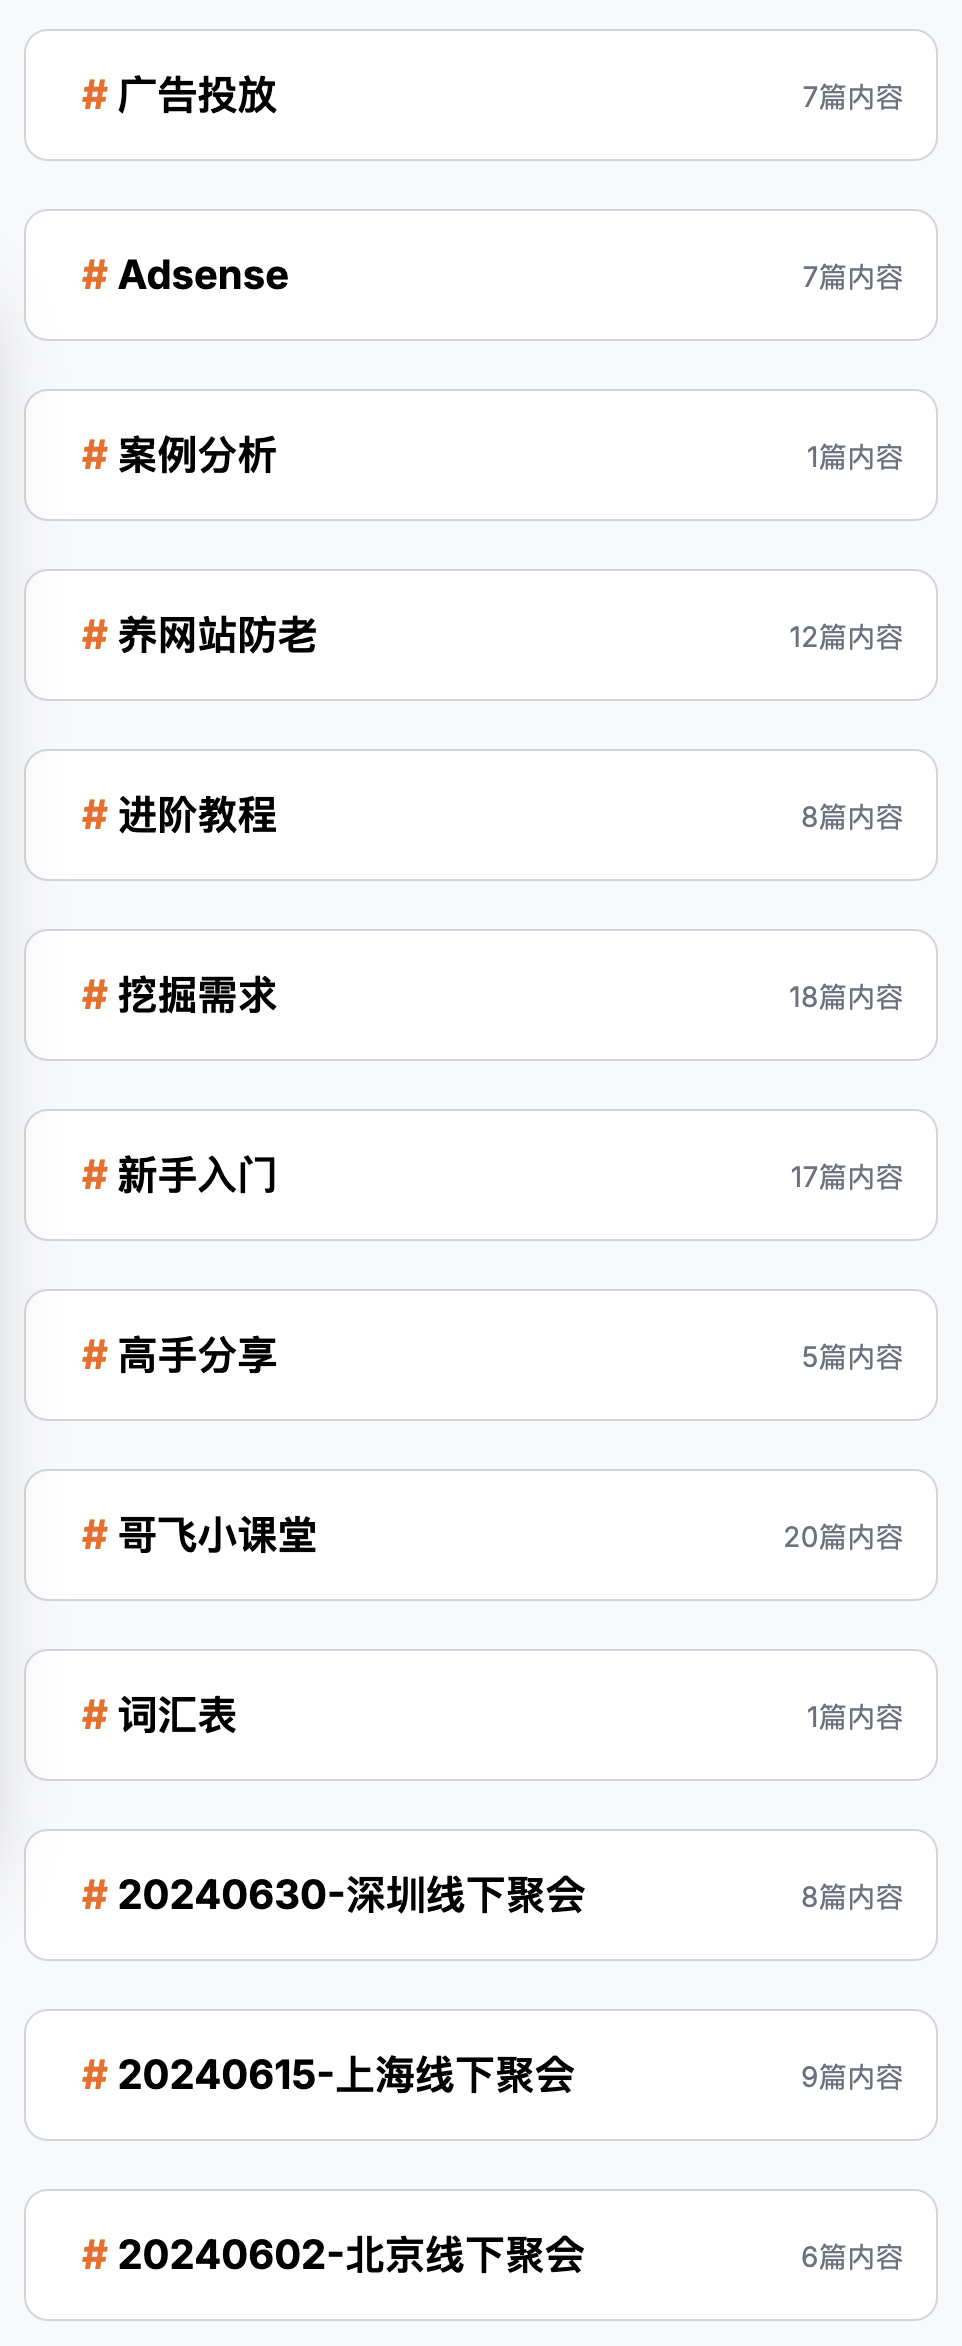 # 广告投放 7篇内容
# Adsense 7篇内容
# 案例分析 1篇内容
# 养网站防老 12篇内容
# 进阶教程 8篇内容
# 挖掘需求 18篇内容
# 新手入门 17篇内容
# 高手分享 5篇内容
# 哥飞小课堂 20篇内容
# 词汇表 1篇内容
# 20240630-深圳线下聚会 8篇内容
# 20240615-上海线下聚会 9篇内容
# 20240602-北京线下聚会 6篇内容